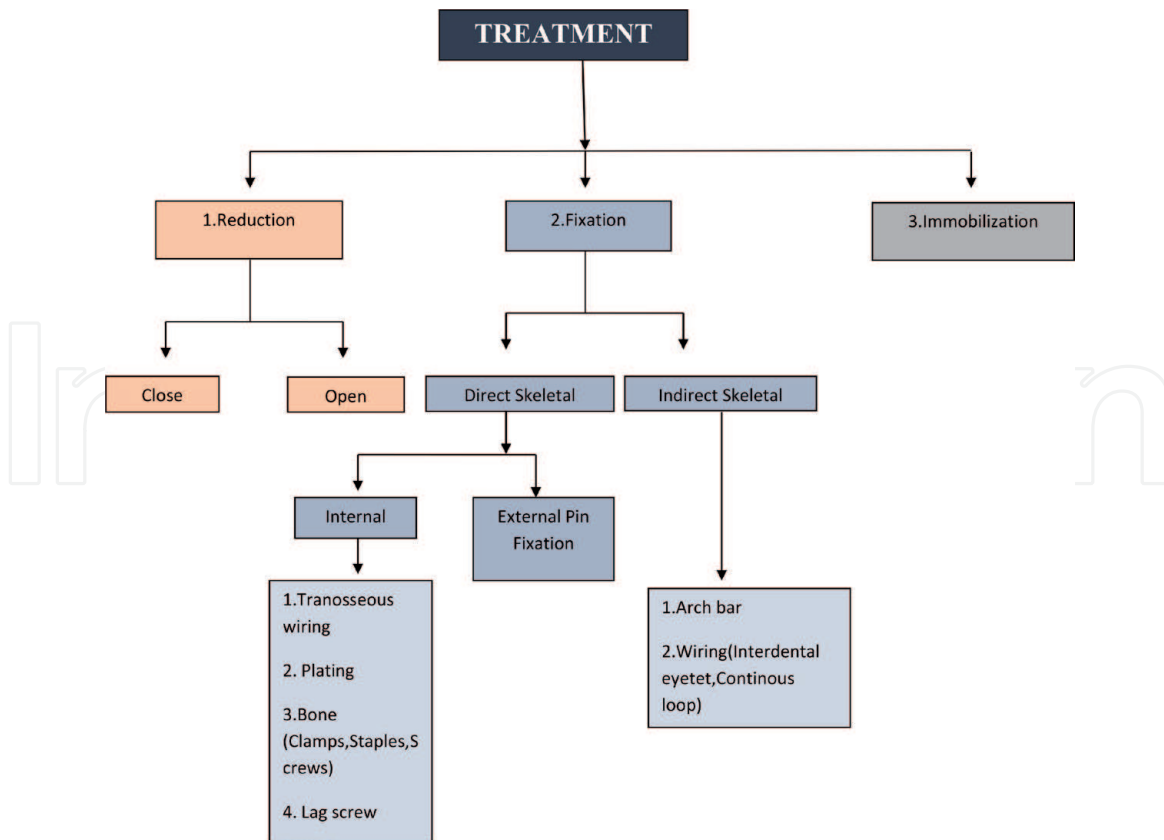 TREATMENT
1.Reduction
2.Fixation
3.Immobilization
Close
Open
Direct Skeletal
Indirect Skeletal
Internal
External Pin
Fixation
1.Tranosseous
wiring
2. Plating
3.Bone
(Clamps,Staples,S
crews)
4. Lag screw
1.Arch bar
2.Wiring(Interdental
eyetet,Continous
loop)